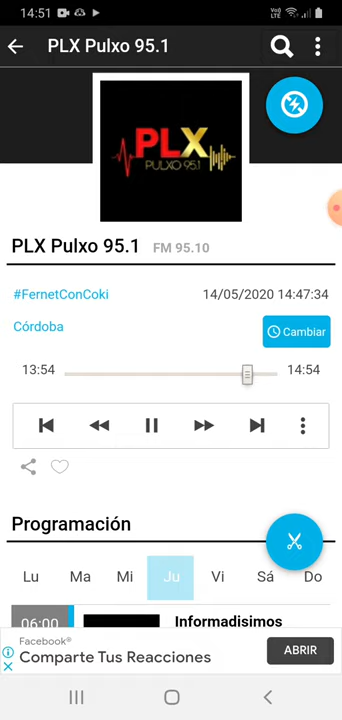 14:51
Vo)) LTE
PLX Pulxo 95.1
PLX
PULXO 95.1
PLX Pulxo 95.1 FM 95.10
#FernetConCoki 14/05/2020 14:47:34
Córdoba Cambiar
13:54 14:54
Programación
Lu Ma Mi Ju Vi Sá Do
06:00 Informadisimos
Facebook®
Comparte Tus Reacciones
ABRIR